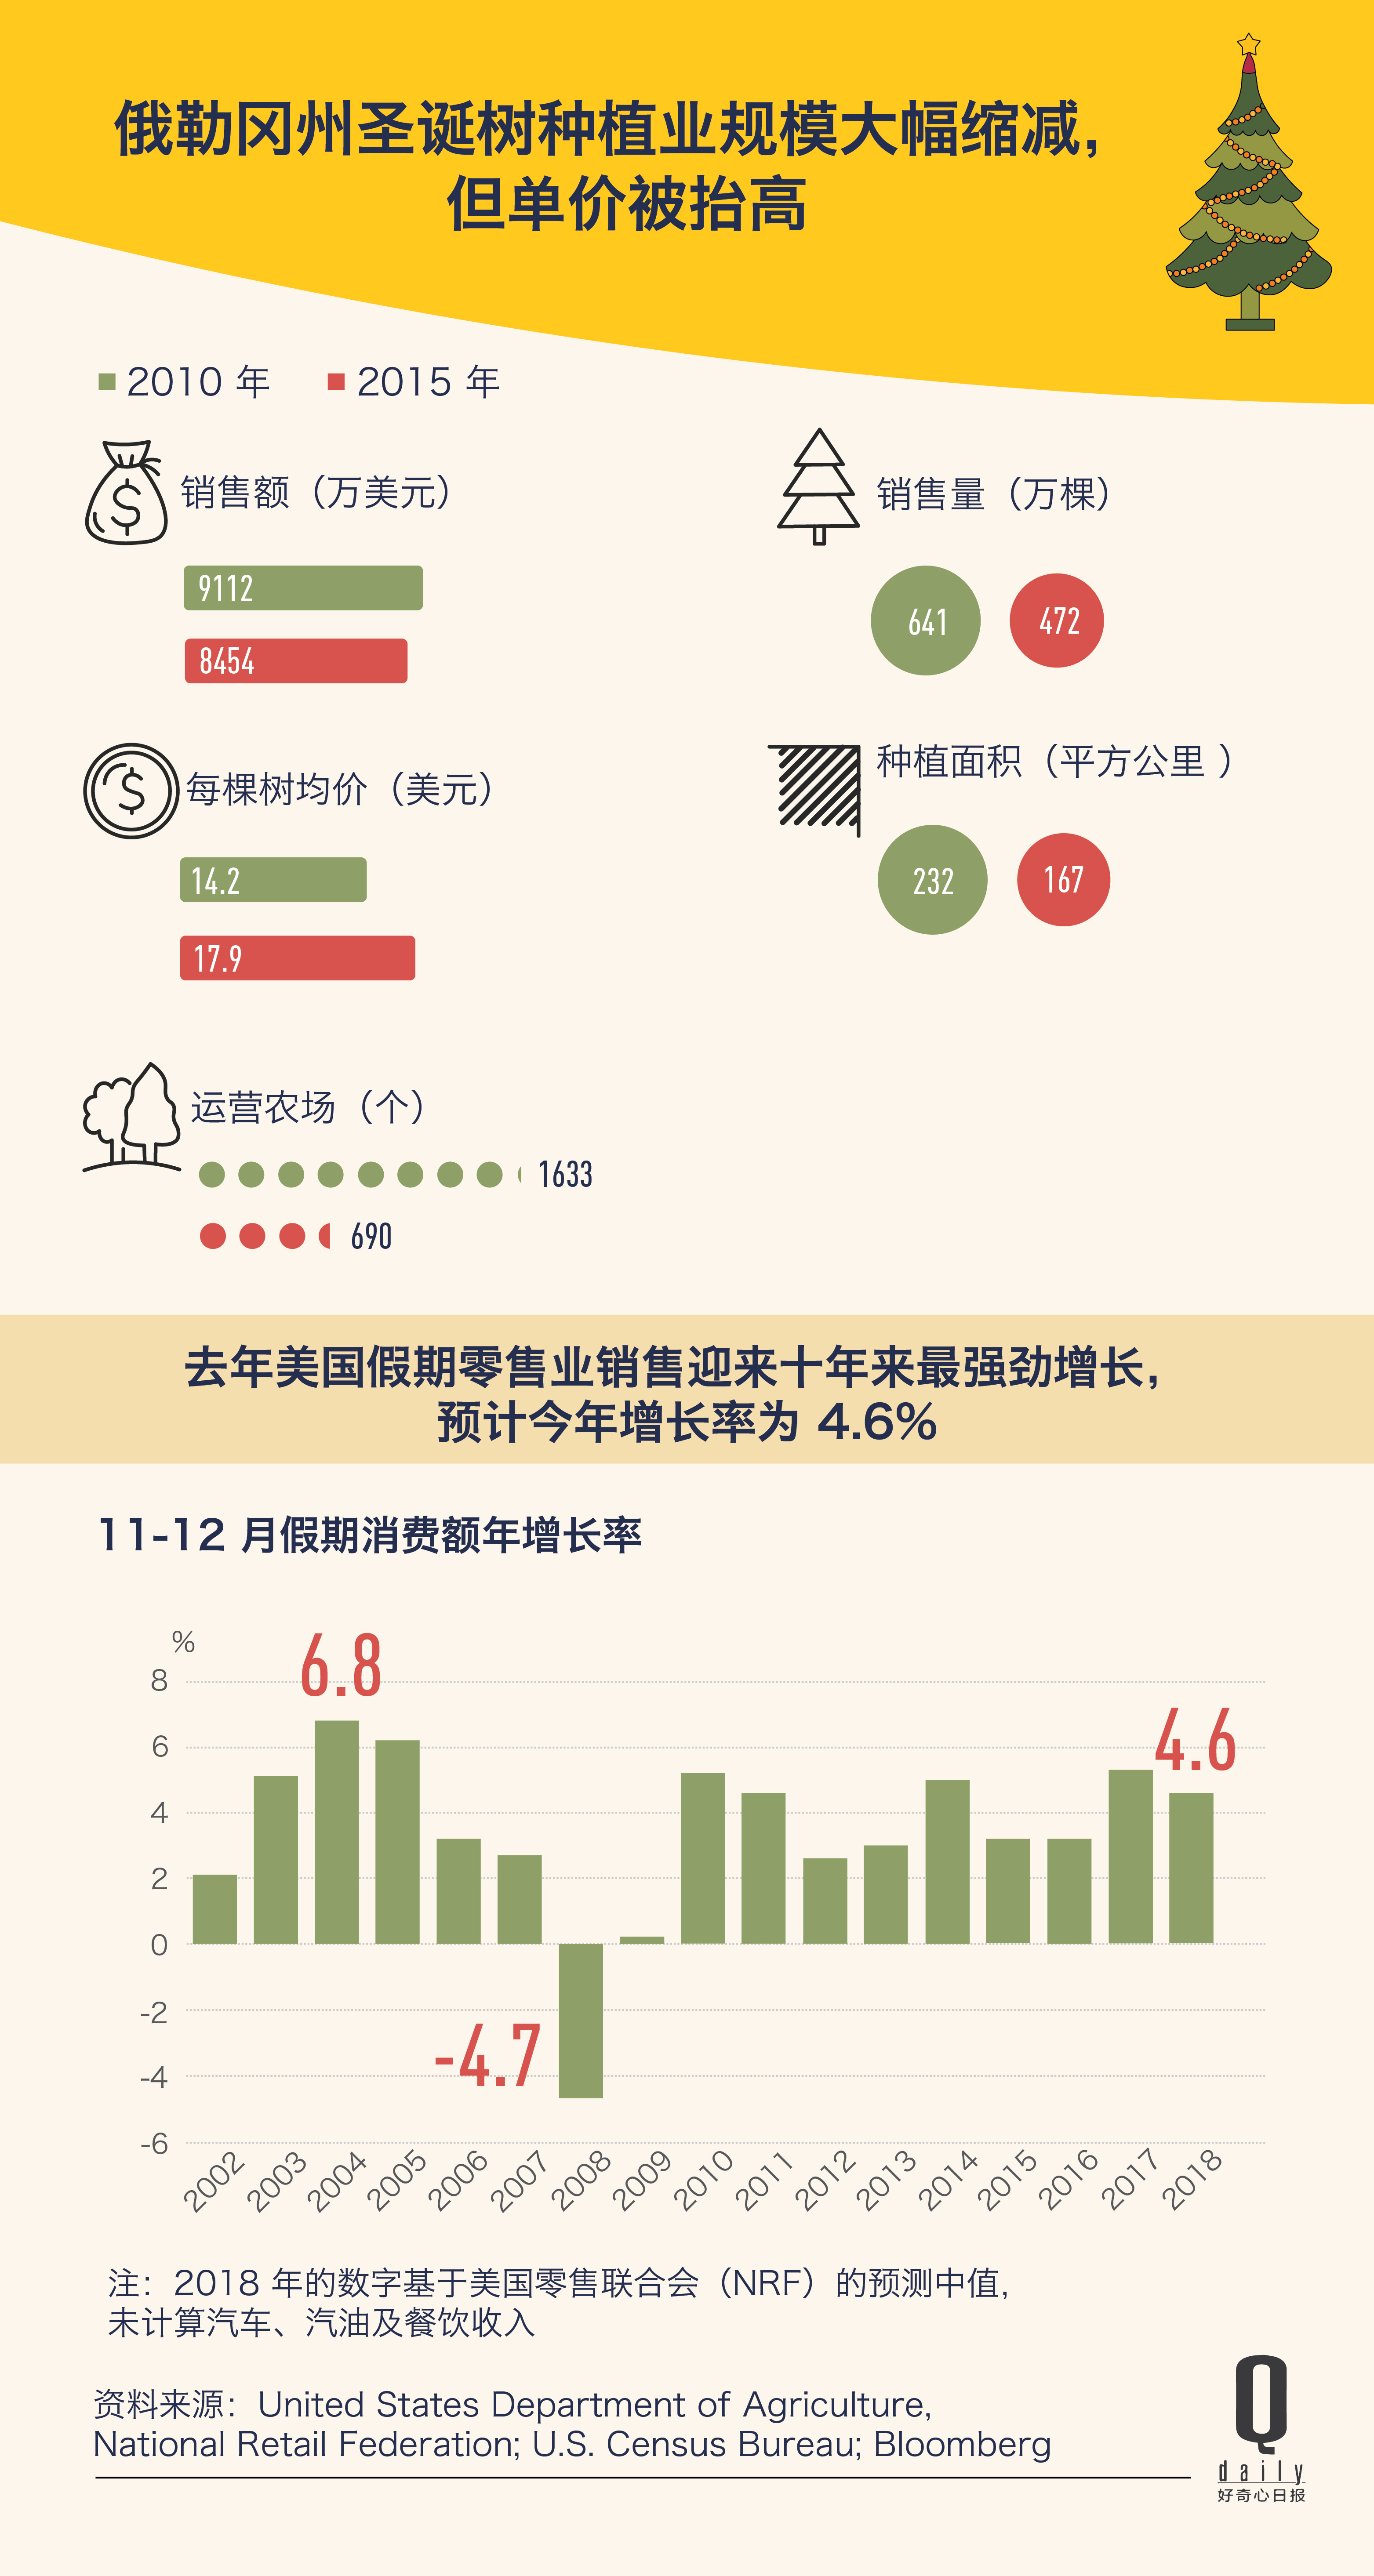 俄勒冈州圣诞树种植业规模大幅缩减，
但单价被抬高
2010 年
2015 年
销售额（万美元）
9112
8454
销售量（万棵）
641
472
每棵树均价（美元）
14.2
17.9
种植面积（平方公里 ）
232
167
运营农场（个）
1633
690
去年美国假期零售业销售迎来十年来最强劲增长，
预计今年增长率为 4.6%
11-12 月假期消费额年增长率
%
8
6
4
2
0
-2
-4
-6
6.8
-4.7
4.6
2002
2003
2004
2005
2006
2007
2008
2009
2010
2011
2012
2013
2014
2015
2016
2017
2018
注：2018 年的数字基于美国零售联合会（NRF）的预测中值，
未计算汽车、汽油及餐饮收入
资料来源：United States Department of Agriculture,
National Retail Federation; U.S. Census Bureau; Bloomberg
Q
daily
好奇心日报